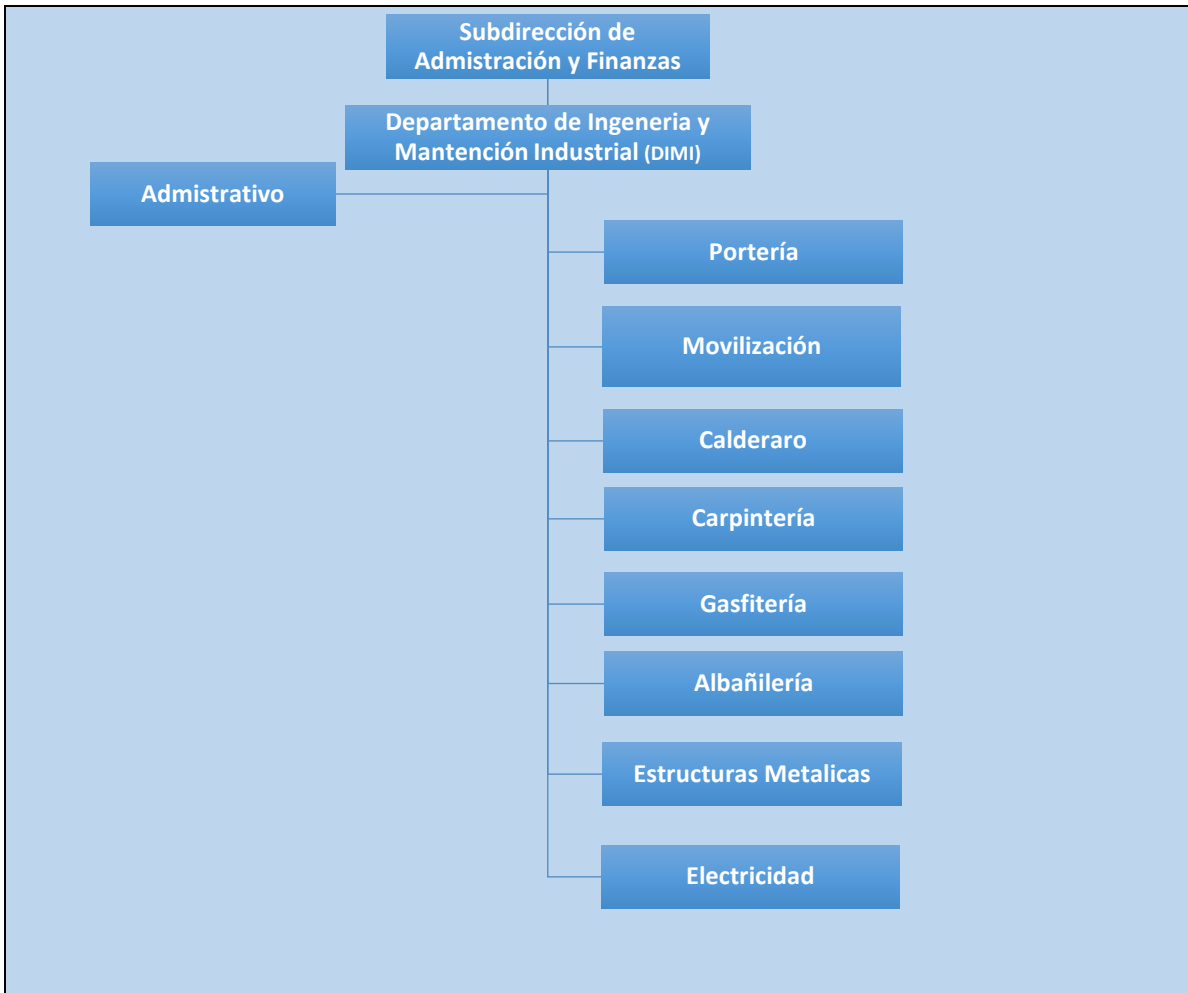 Subdirección de
Admistración y Finanzas
Departamento de Ingeneria y
Mantención Industrial (DIMI)
Admistrativo
Portería
Movilización
Calderaro
Carpintería
Gasfitería
Albañilería
Estructuras Metalicas
Electricidad